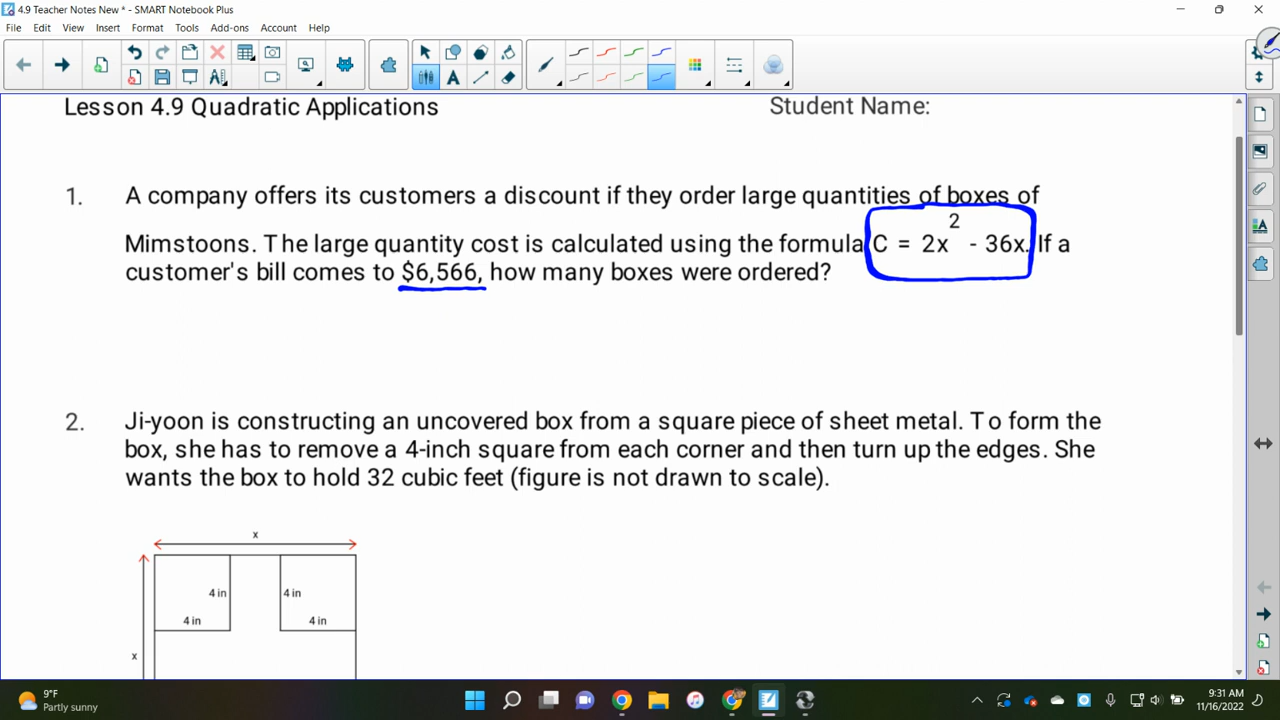 4.9 Teacher Notes New * - SMART Notebook Plus
File Edit View Insert Format Tools Add-ons Account Help
Lesson 4.9 Quadratic Applications Student Name:
1. A company offers its customers a discount if they order large quantities of boxes of
Mimstoons. The large quantity cost is calculated using the formula C = 2x² - 36x. If a
customer's bill comes to $6,566, how many boxes were ordered?
2. Ji-yoon is constructing an uncovered box from a square piece of sheet metal. To form the
box, she has to remove a 4-inch square from each corner and then turn up the edges. She
wants the box to hold 32 cubic feet (figure is not drawn to scale).
x
4 in 4 in
4 in 4 in
x
9°F
Partly sunny
9:31 AM
11/16/2022